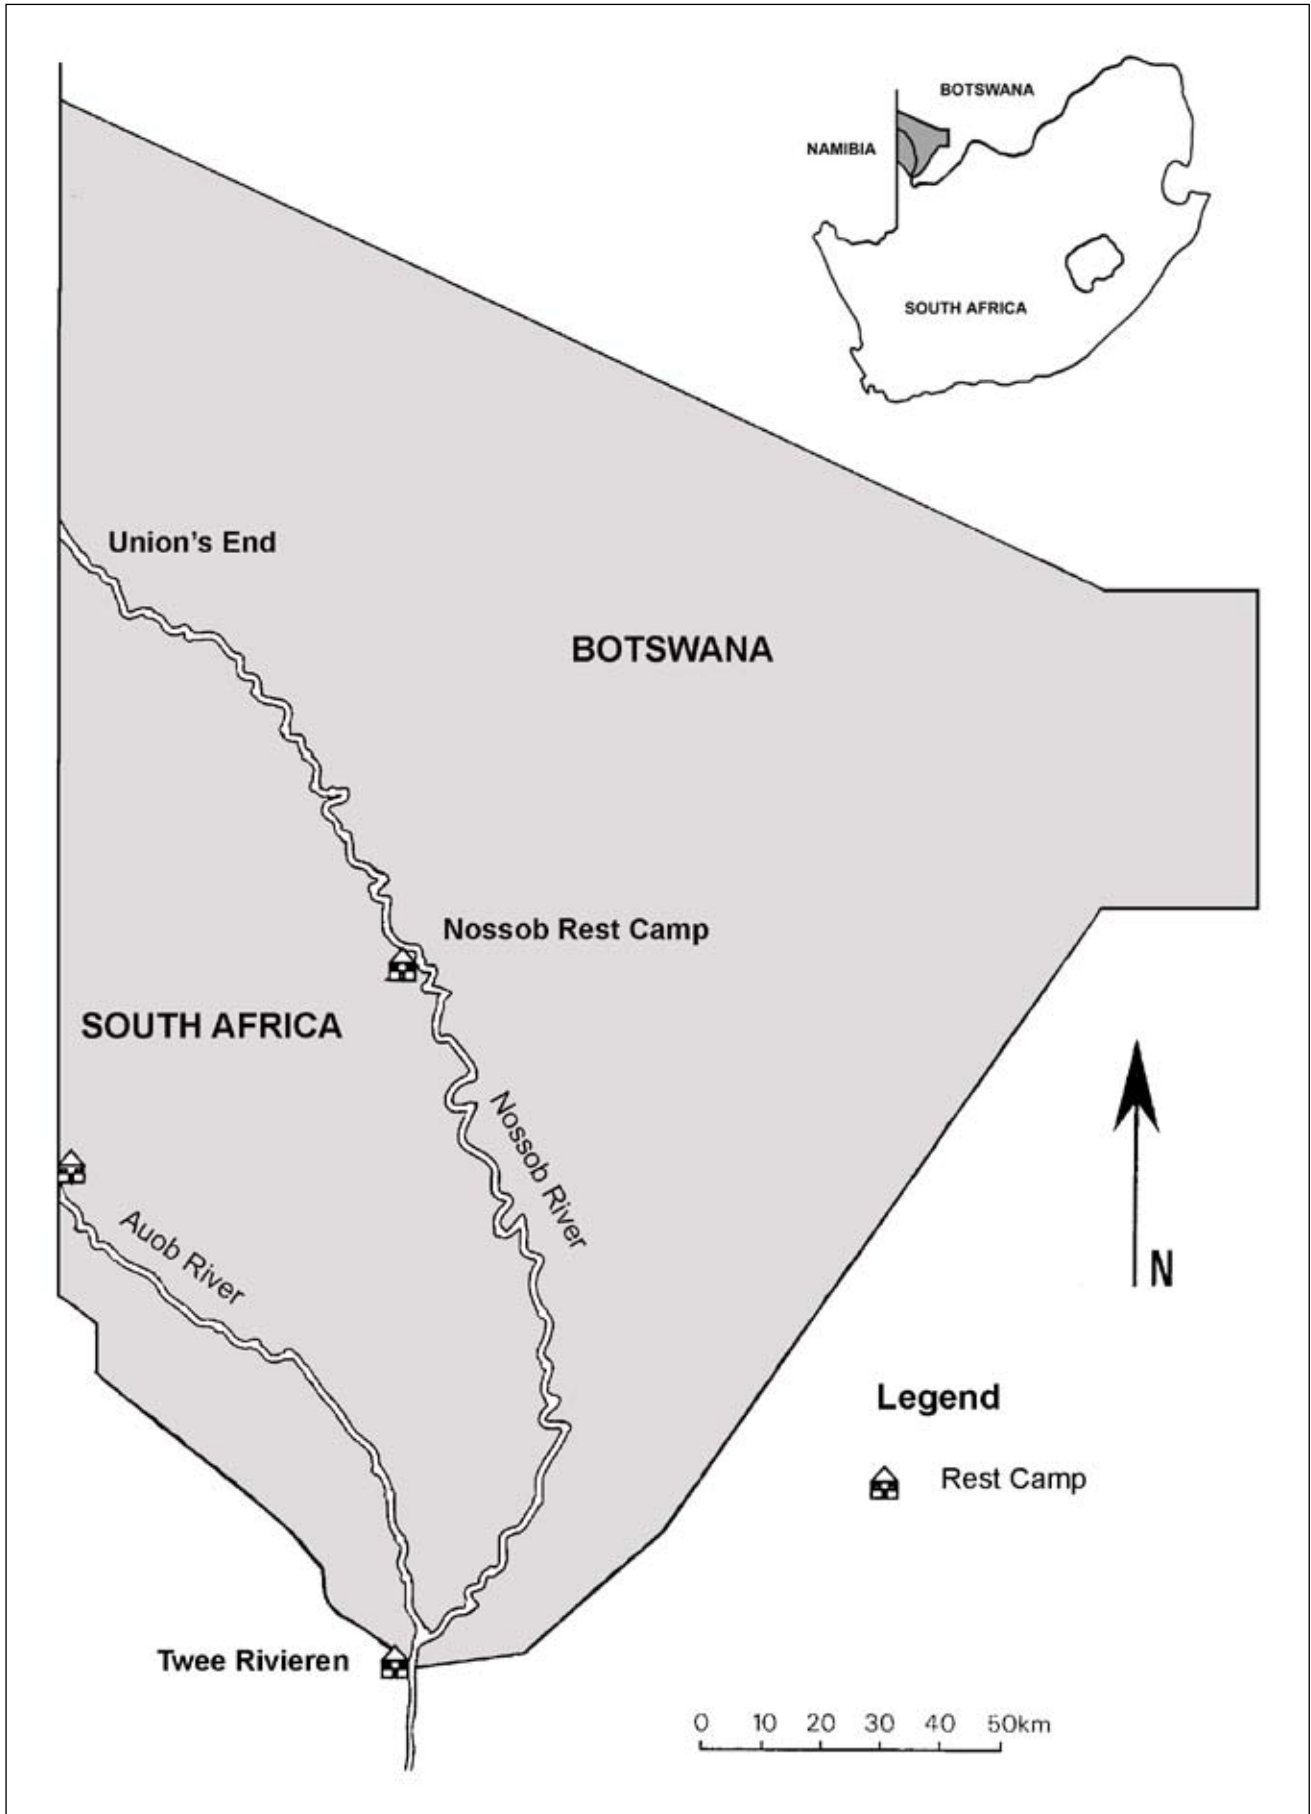 BOTSWANA
NAMIBIA
SOUTH AFRICA
Union's End
BOTSWANA
Nossob Rest Camp
SOUTH AFRICA
Nossob River
Auob River
N
Legend
Rest Camp
Twee Rivieren
0 10 20 30 40 50km